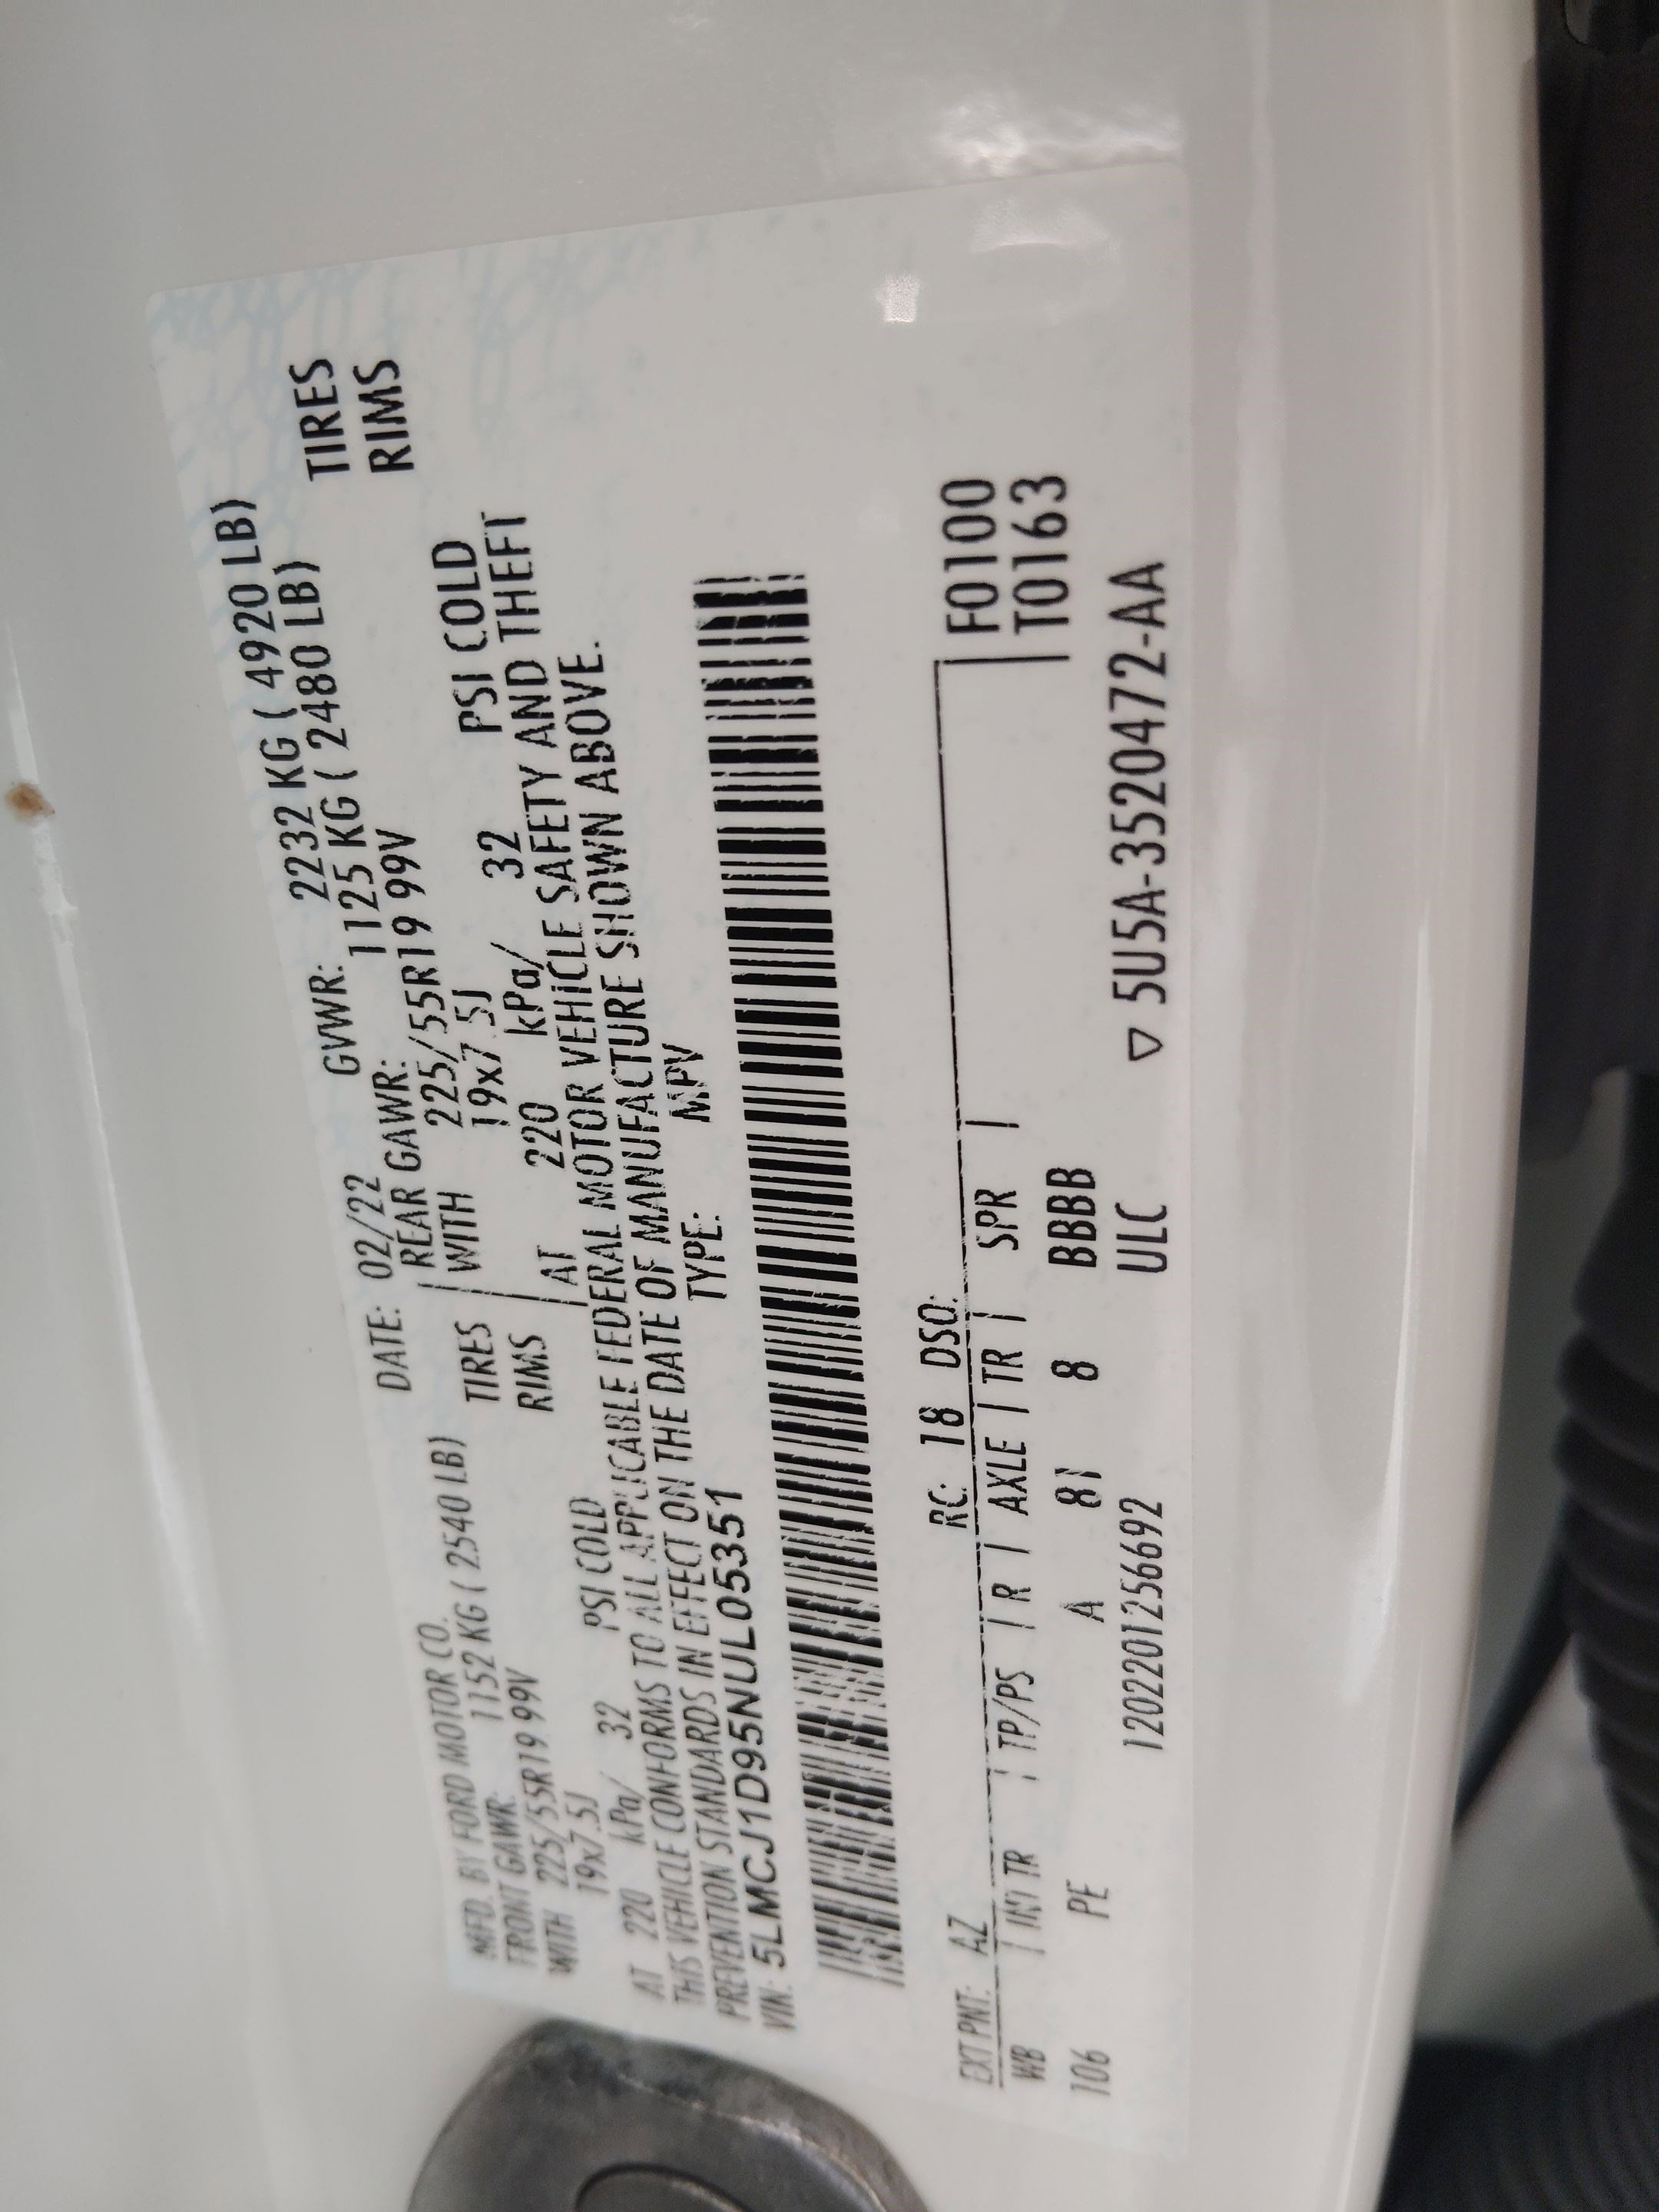 MFD. BY FORD MOTOR CO. DATE: 02/22 GVWR: 2232 KG ( 4920 LB)
FRONT GAWR: 1152 KG ( 2540 LB) REAR GAWR: 1125 KG ( 2480 LB)
WITH 225/55R19 99V TIRES WITH 225/55R19 99V TIRES
19x7.5J RIMS 19x7.5J RIMS
AT 220 kPa/ 32 PSI COLD AT 220 kPa/ 32 PSI COLD
THIS VEHICLE CONFORMS TO ALL APPLICABLE FEDERAL MOTOR VEHICLE SAFETY AND THEFT
PREVENTION STANDARDS IN EFFECT ON THE DATE OF MANUFACTURE SHOWN ABOVE.
VIN: 5LMCJ1D95NUL05351 TYPE: MPV
EXT PNT: AZ RC: 18 DSO:
WB INT TR TP/PS R AXLE TR SPR F0100
106 PE A 81 8 BBBB T0163
1202201256692 ULC ▽ 5U5A-3520472-AA